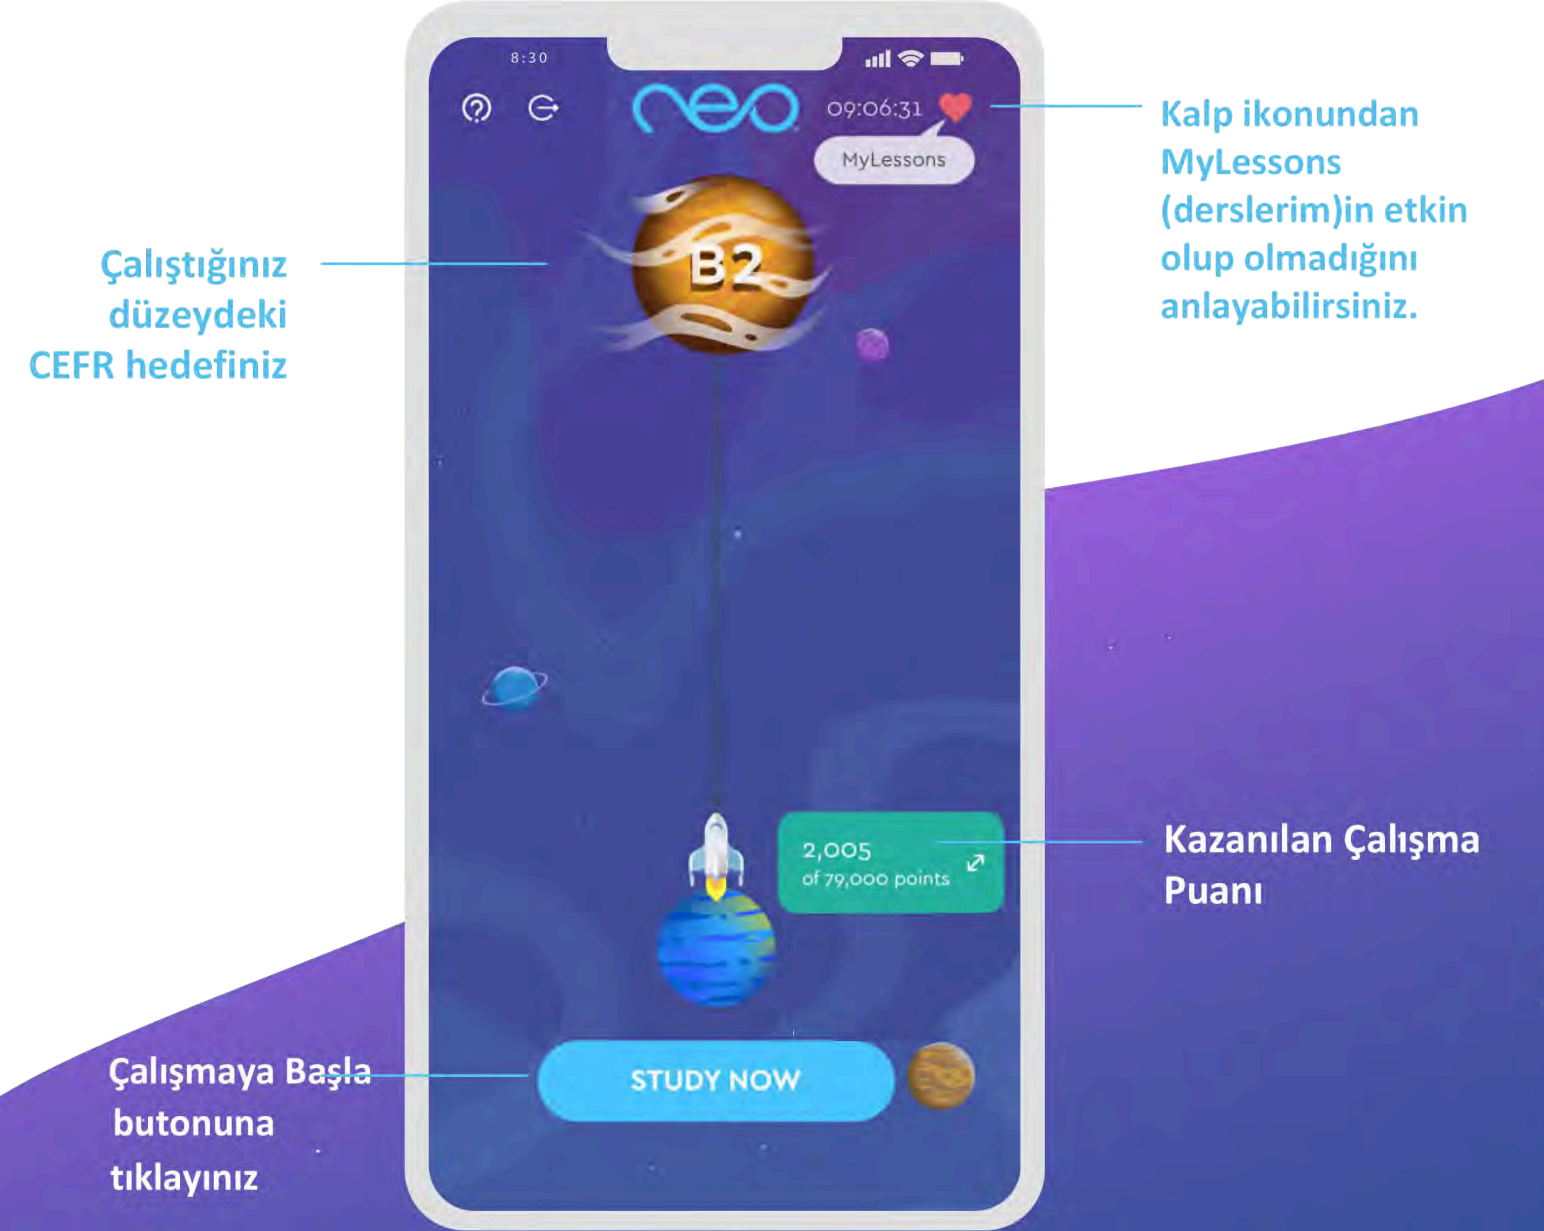 8:30
neo
09:06:31
MyLessons
Kalp ikonundan
MyLessons
(derslerim)in etkin
olup olmadığını
anlayabilirsiniz.
B2
Çalıştığınız
düzeydeki
CEFR hedefiniz
2,005
of 79,000 points
Kazanılan Çalışma
Puanı
Çalışmaya Başla
butonuna
tıklayınız
STUDY NOW